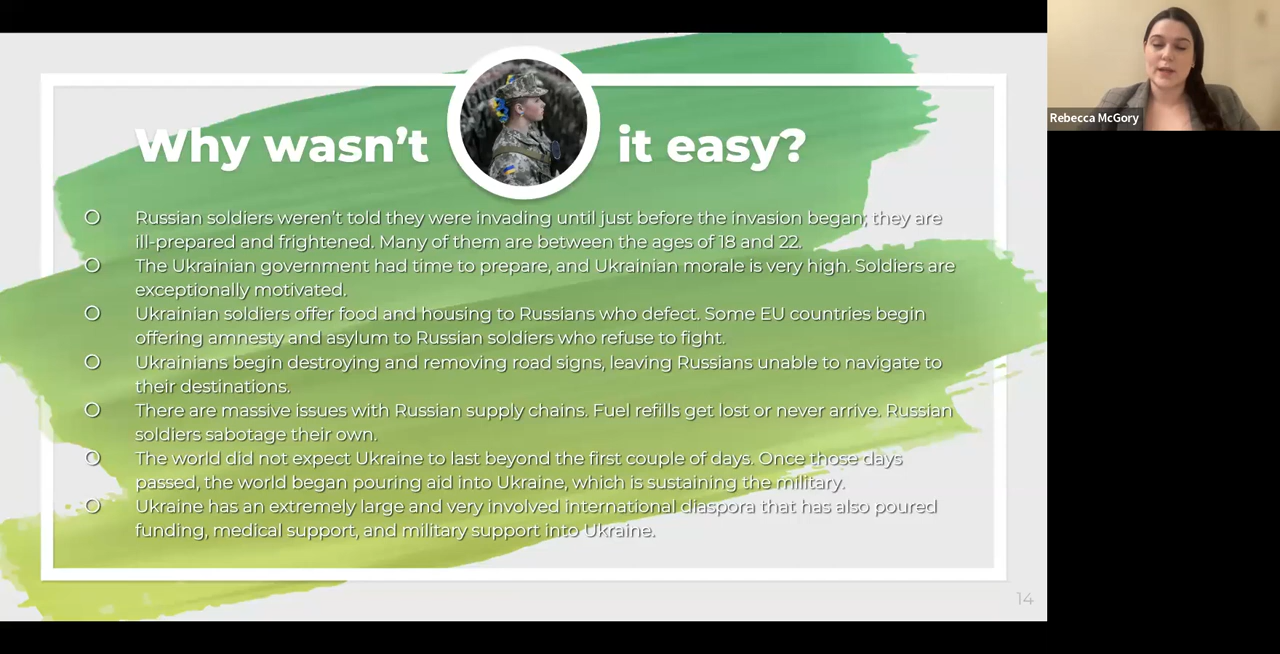 Why wasn’t it easy?
Russian soldiers weren’t told they were invading until just before the invasion began; they are
ill-prepared and frightened. Many of them are between the ages of 18 and 22.
The Ukrainian government had time to prepare, and Ukrainian morale is very high. Soldiers are
exceptionally motivated.
Ukrainian soldiers offer food and housing to Russians who defect. Some EU countries begin
offering amnesty and asylum to Russian soldiers who refuse to fight.
Ukrainians begin destroying and removing road signs, leaving Russians unable to navigate to
their destinations.
There are massive issues with Russian supply chains. Fuel refills get lost or never arrive. Russian
soldiers sabotage their own.
The world did not expect Ukraine to last beyond the first couple of days. Once those days
passed, the world began pouring aid into Ukraine, which is sustaining the military.
Ukraine has an extremely large and very involved international diaspora that has also poured
funding, medical support, and military support into Ukraine.
14
Rebecca McGory